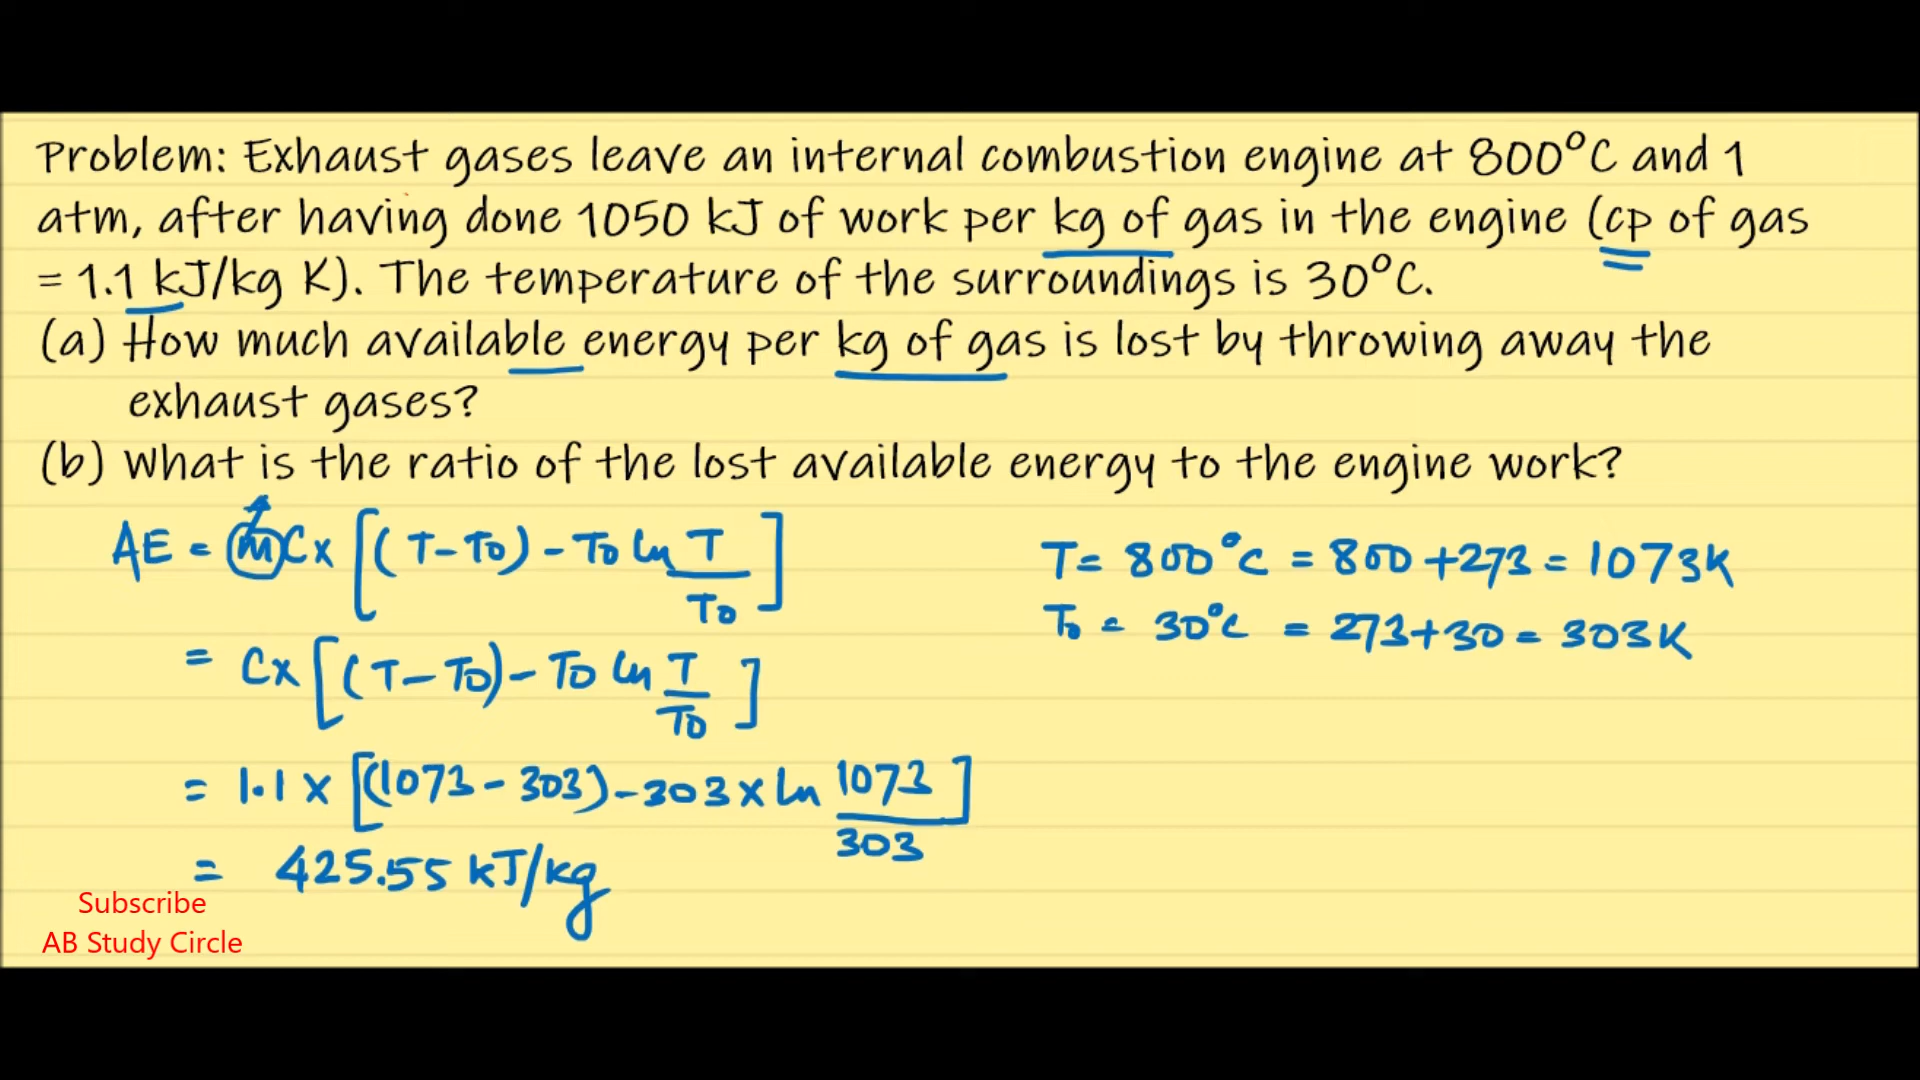 Problem: Exhaust gases leave an internal combustion engine at 800°C and 1
atm, after having done 1050 kJ of work per kg of gas in the engine (cp of gas
= 1.1 kJ/kg K). The temperature of the surroundings is 30°C.
(a) How much available energy per kg of gas is lost by throwing away the
exhaust gases?
(b) What is the ratio of the lost available energy to the engine work?
AE = m Cx [(T-To) - To ln T/To]
= Cx [(T-To) - To ln T/To]
= 1.1 x [(1073-303) - 303 x ln 1073/303]
= 425.55 kJ/kg
T = 800°C = 800+273 = 1073K
To = 30°C = 273+30 = 303K
Subscribe
AB Study Circle